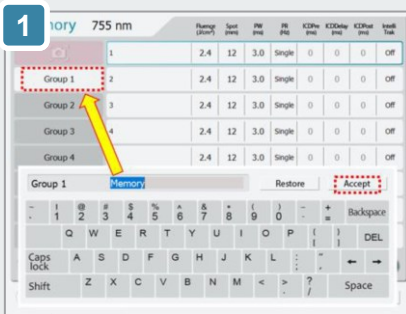 1
ory 755 nm Fluence (J/cm²) Spot (mm) PW (ms) PR (Hz) ICDPre (ms) ICDDelay (ms) ICDPost (ms) Intelli Trak
1 2.4 12 3.0 Single 0 0 0 Off
Group 1 2 2.4 12 3.0 Single 0 0 0 Off
Group 2 3 2.4 12 3.0 Single 0 0 0 Off
Group 3 4 2.4 12 3.0 Single 0 0 0 Off
Group 4 2.4 12 3.0 Single 0 0 0 Off
Group 1 Memory Restore Accept
~ ! @ # $ % ^ & * ( ) - +
1 2 3 4 5 6 7 8 9 0 = Backspace
Q W E R T Y U I O P { } DEL
[ ]
Caps lock A S D F G H J K L : ; " ← →
Shift Z X C V B N M < > . ? / Space